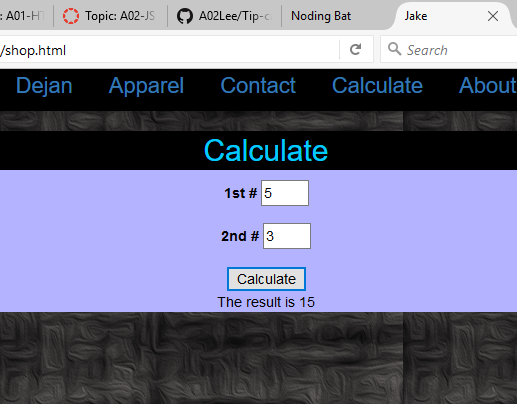 : A01-HT Topic: A02-JS A02Lee/Tip-c Noding Bat Jake
/shop.html Search
Dejan Apparel Contact Calculate About
Calculate
1st # 5
2nd # 3
Calculate
The result is 15